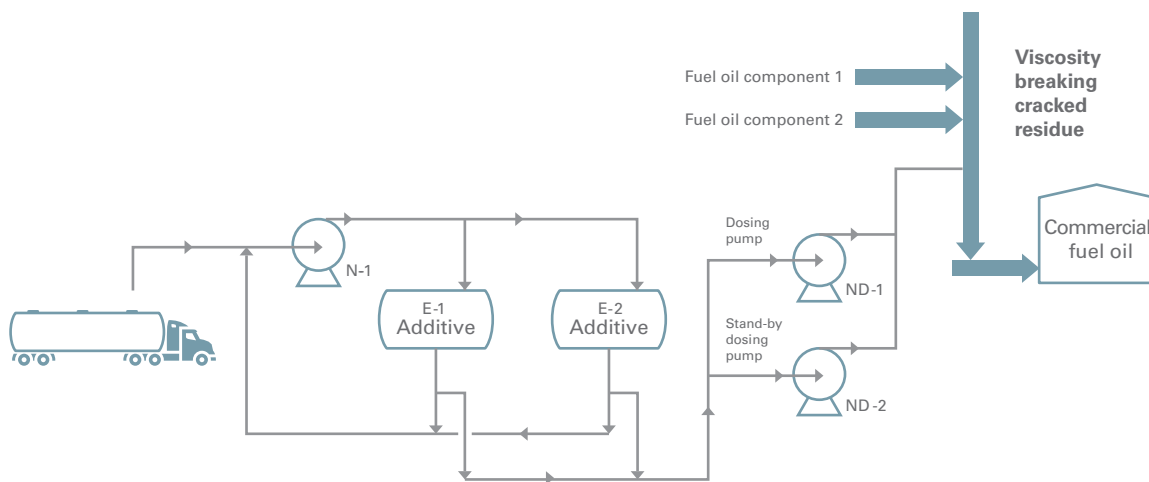 Fuel oil component 1
Fuel oil component 2
Viscosity
breaking
cracked
residue
Commercial
fuel oil
N-1
E-1
Additive
E-2
Additive
Dosing
pump
ND-1
Stand-by
dosing
pump
ND-2